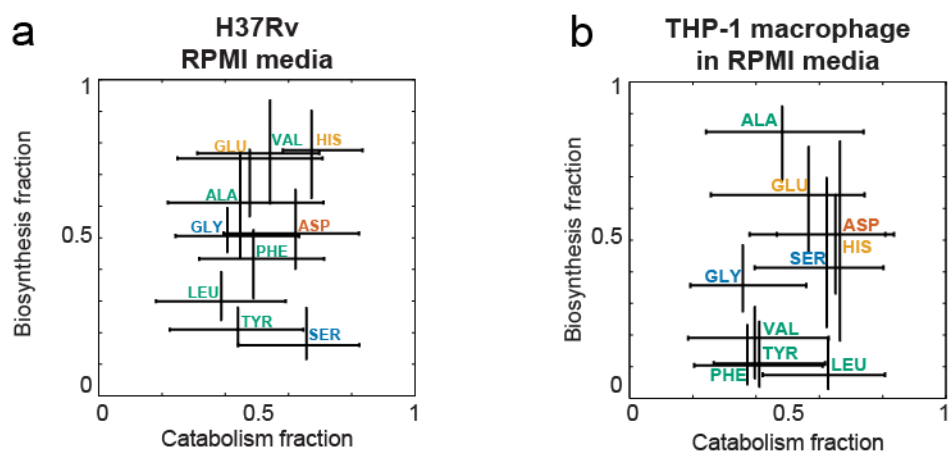 a
H37Rv
RPMI media
1
VAL
HIS
GLU
ALA
GLY
ASP
0.5
PHE
LEU
TYR
SER
0
0
0.5
1
Biosynthesis fraction
Catabolism fraction
b
THP-1 macrophage
in RPMI media
1
ALA
GLU
ASP
0.5
HIS
SER
GLY
VAL
TYR
LEU
PHE
0
0
0.5
1
Biosynthesis fraction
Catabolism fraction